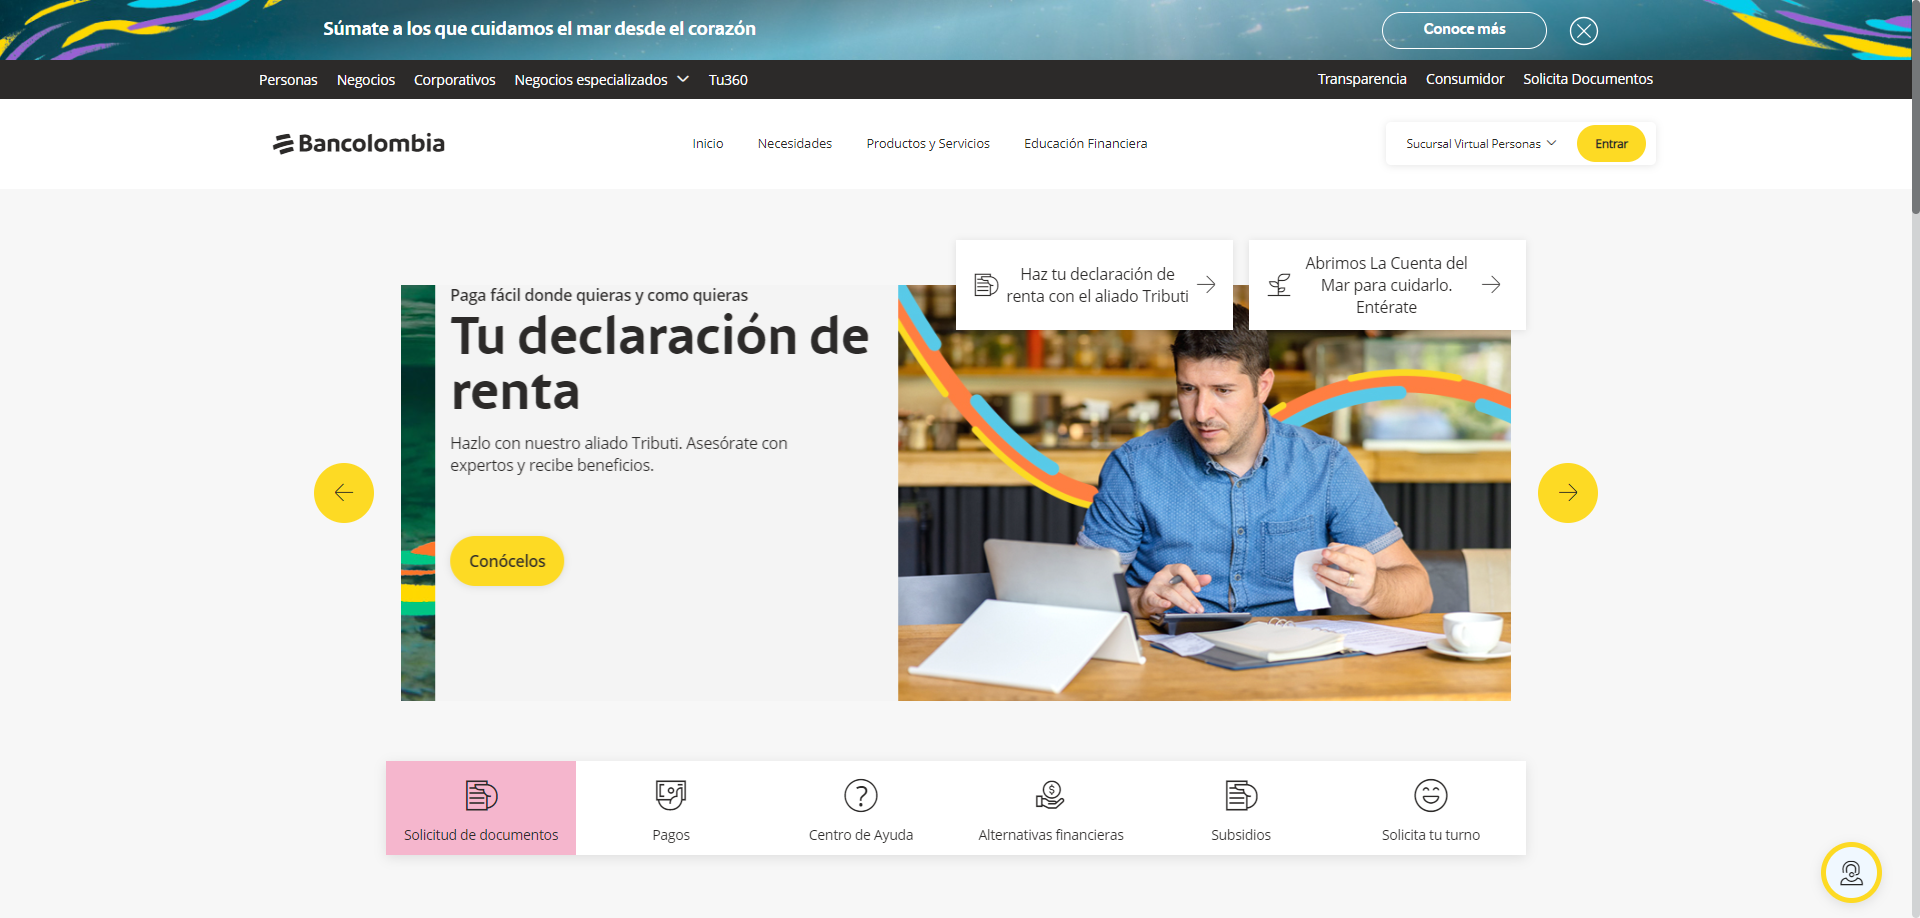 Súmate a los que cuidamos el mar desde el corazón
Conoce más
Personas Negocios Corporativos Negocios especializados Tu360
Transparencia Consumidor Solicita Documentos
Bancolombia
Inicio Necesidades Productos y Servicios Educación Financiera
Sucursal Virtual Personas Entrar
Haz tu declaración de
renta con el aliado Tributi
Abrimos La Cuenta del
Mar para cuidarlo.
Entérate
Paga fácil donde quieras y como quieras
Tu declaración de
renta
Hazlo con nuestro aliado Tributi. Asesórate con
expertos y recibe beneficios.
Conócelos
Solicitud de documentos
Pagos
Centro de Ayuda
Alternativas financieras
Subsidios
Solicita tu turno